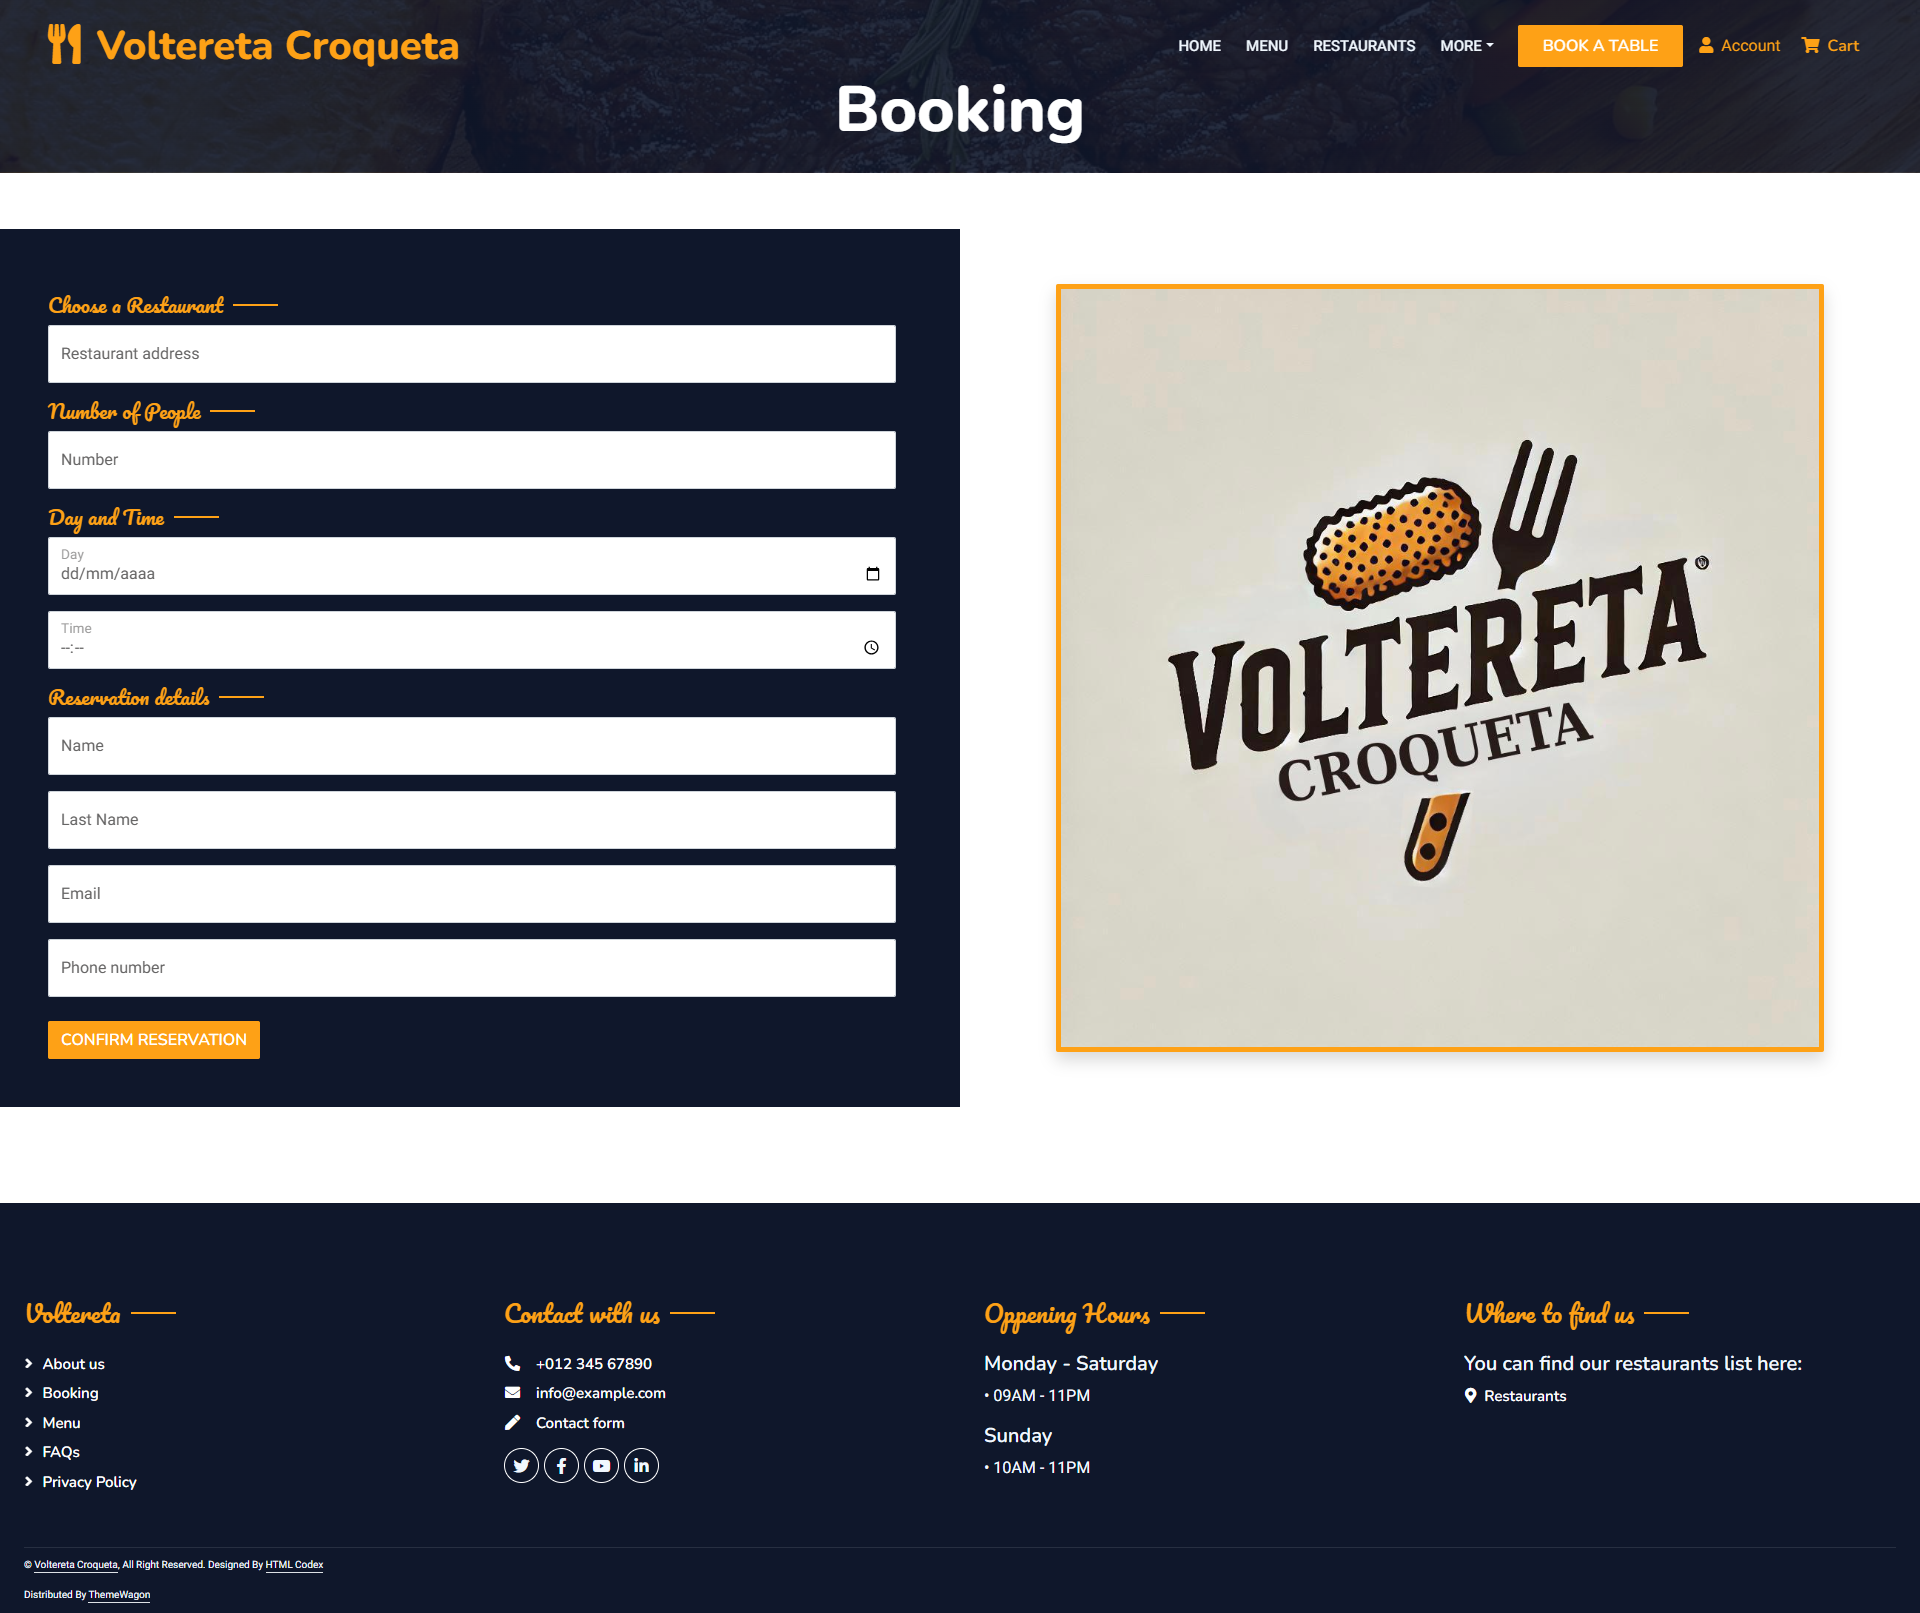 Voltereta Croqueta
HOME MENU RESTAURANTS MORE BOOK A TABLE Account Cart
Booking
Choose a Restaurant
Restaurant address
Number of People
Number
Day and Time
Day
dd/mm/aaaa
Time
--:--
Reservation details
Name
Last Name
Email
Phone number
CONFIRM RESERVATION
VOLTERETA
CROQUETA
Voltereta
About us
Booking
Menu
FAQs
Privacy Policy
Contact with us
+012 345 67890
info@example.com
Contact form
Oppening Hours
Monday - Saturday
• 09AM - 11PM
Sunday
• 10AM - 11PM
Where to find us
You can find our restaurants list here:
Restaurants
© Voltereta Croqueta, All Right Reserved. Designed By HTML Codex
Distributed By ThemeWagon